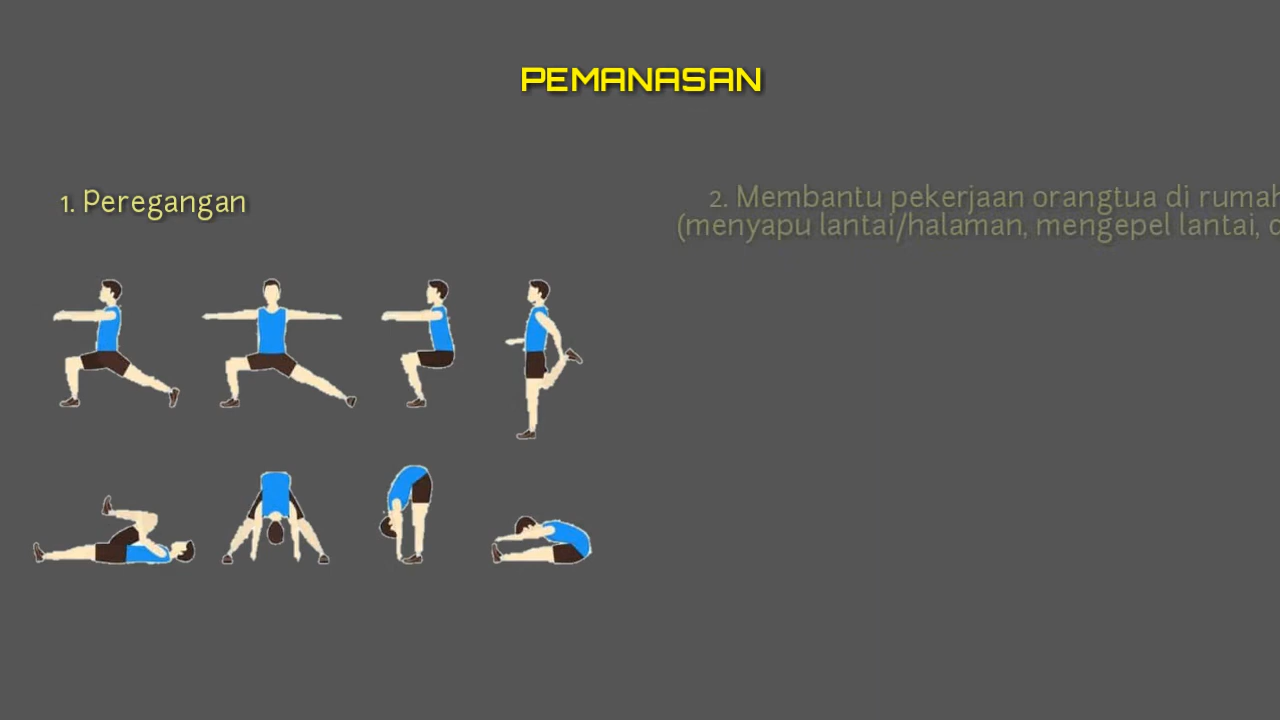 PEMANASAN
1. Peregangan
2. Membantu pekerjaan orangtua di rumah
(menyapu lantai/halaman, mengepel lantai,